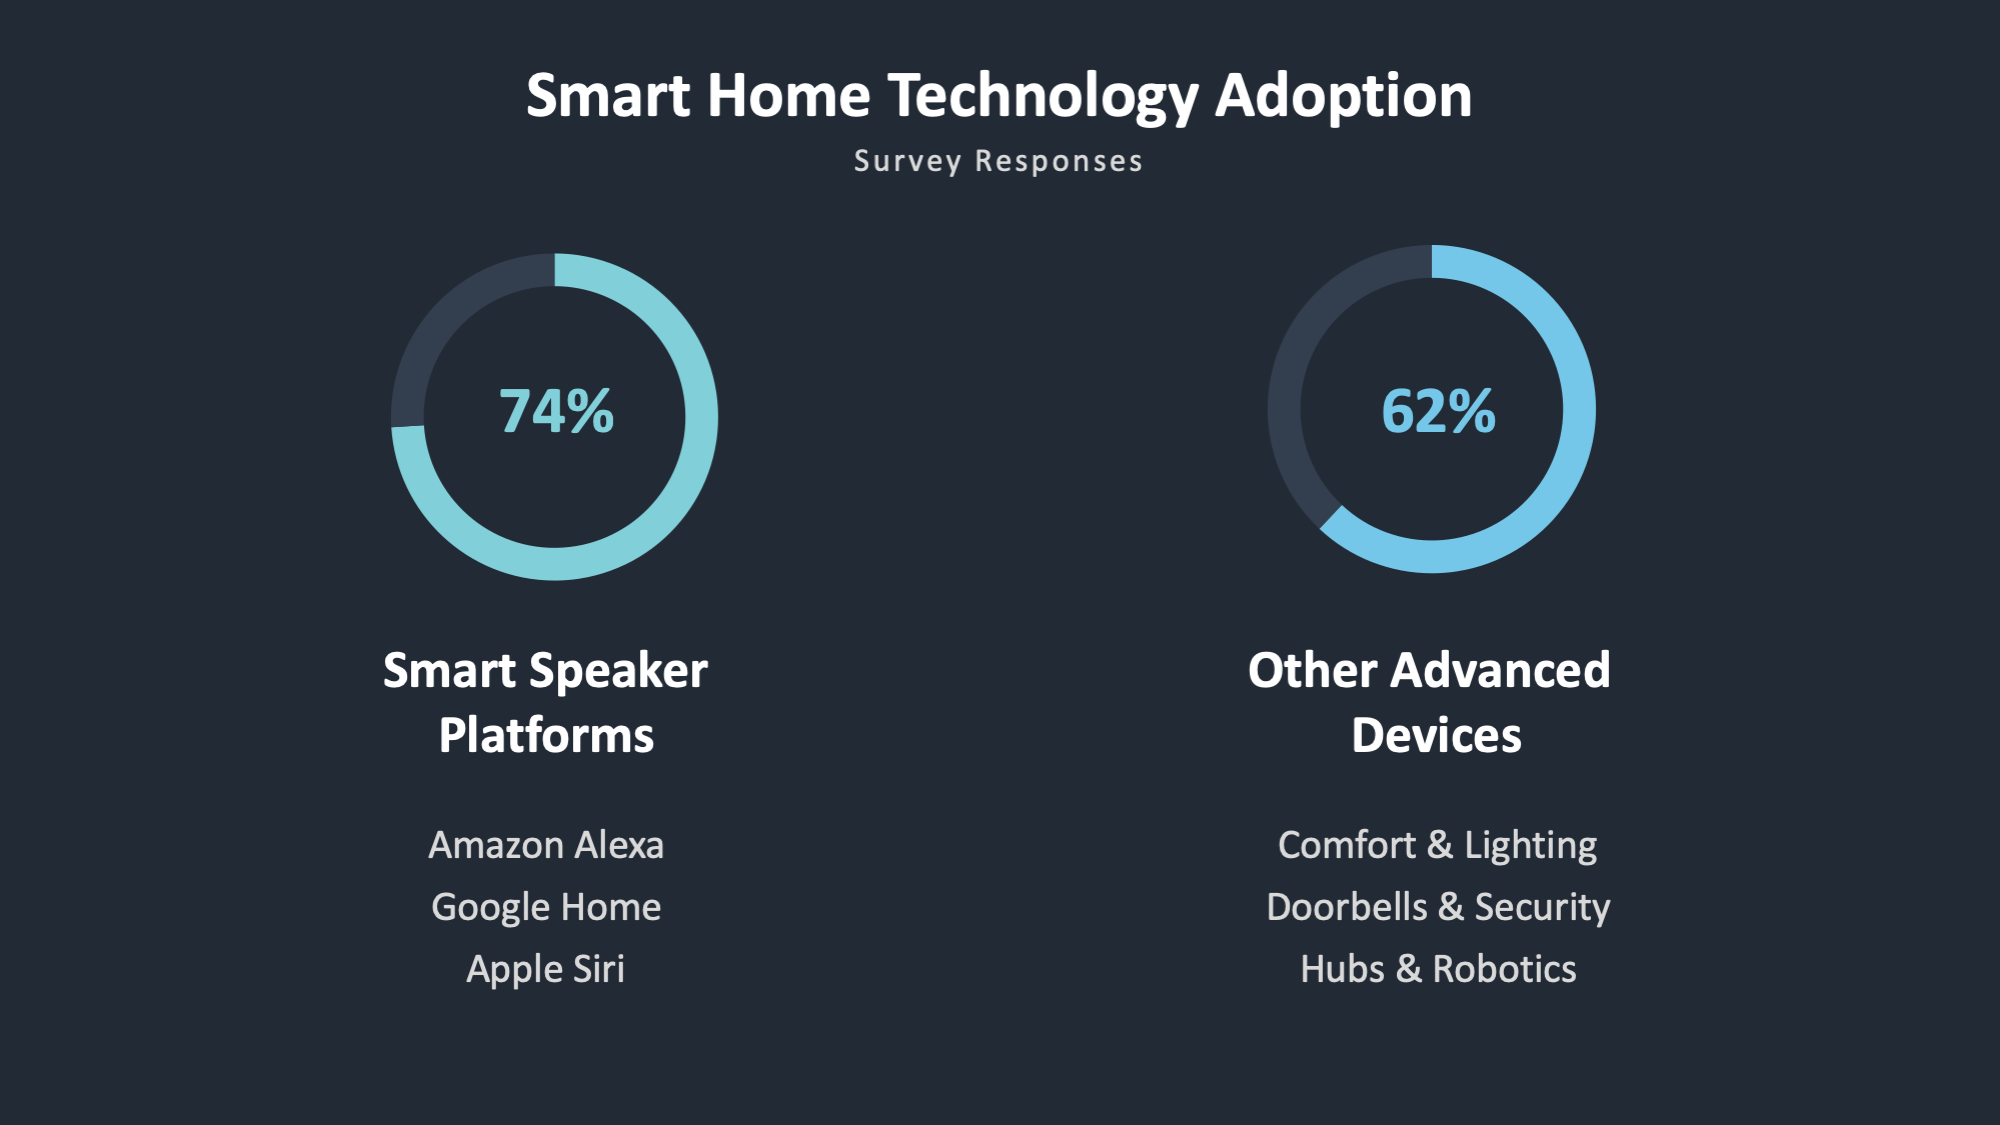 Smart Home Technology Adoption
Survey Responses
74%
62%
Smart Speaker
Platforms
Other Advanced
Devices
Amazon Alexa
Google Home
Apple Siri
Comfort & Lighting
Doorbells & Security
Hubs & Robotics